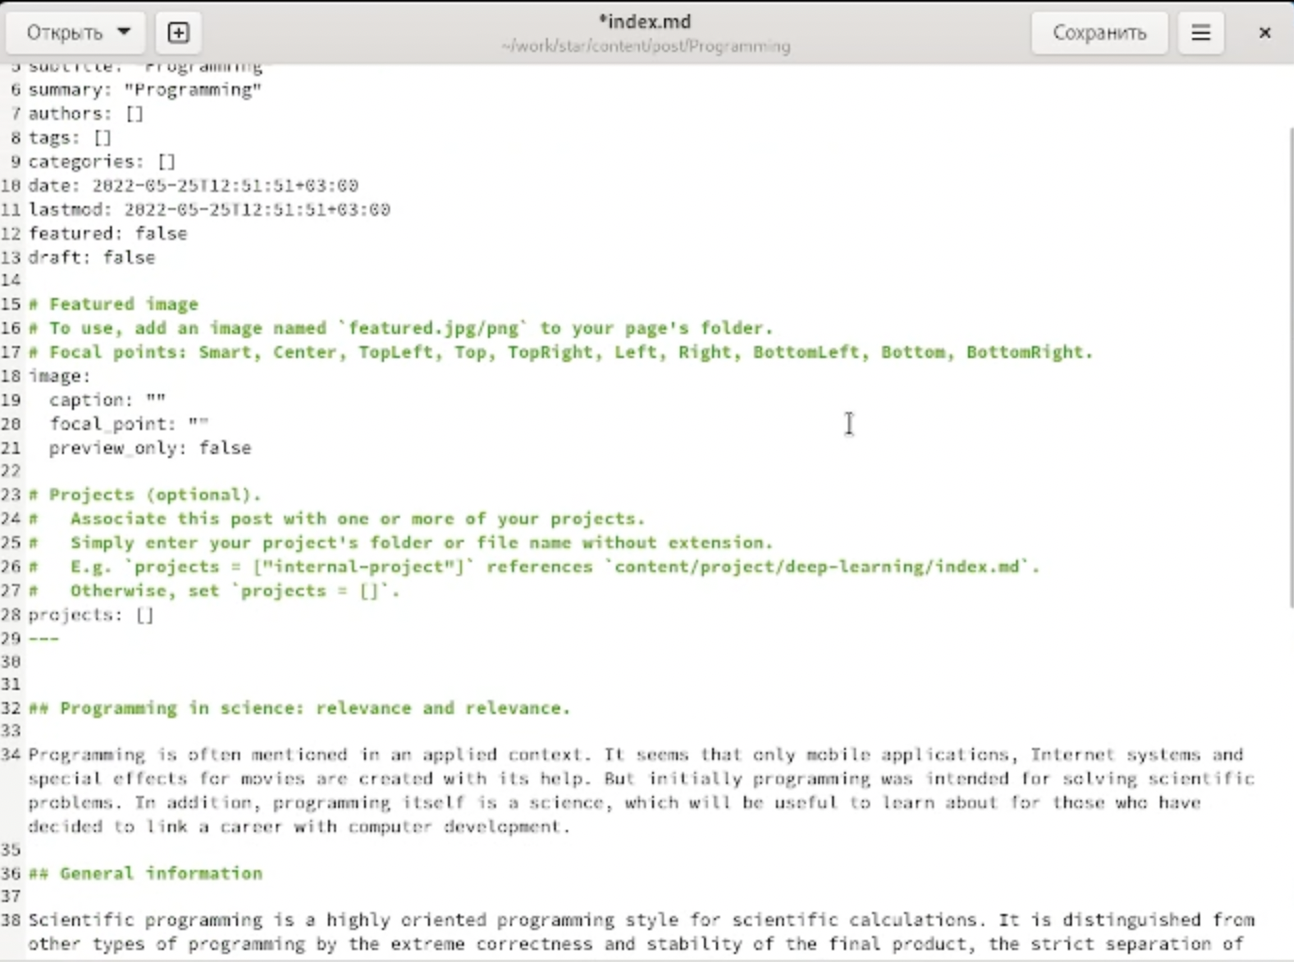 Открыть
*index.md
~/work/star/content/post/Programming
Сохранить
5 subtitle: "Programming"
6 summary: "Programming"
7 authors: []
8 tags: []
9 categories: []
10 date: 2022-05-25T12:51:51+03:00
11 lastmod: 2022-05-25T12:51:51+03:00
12 featured: false
13 draft: false
14
15 # Featured image
16 # To use, add an image named `featured.jpg/png` to your page's folder.
17 # Focal points: Smart, Center, TopLeft, Top, TopRight, Left, Right, BottomLeft, Bottom, BottomRight.
18 image:
19   caption: ""
20   focal_point: ""
21   preview_only: false
22
23 # Projects (optional).
24 #   Associate this post with one or more of your projects.
25 #   Simply enter your project's folder or file name without extension.
26 #   E.g. `projects = ["internal-project"]` references `content/project/deep-learning/index.md`.
27 #   Otherwise, set `projects = []`.
28 projects: []
29 ---
30
31
32 ## Programming in science: relevance and relevance.
33
34 Programming is often mentioned in an applied context. It seems that only mobile applications, Internet systems and
special effects for movies are created with its help. But initially programming was intended for solving scientific
problems. In addition, programming itself is a science, which will be useful to learn about for those who have
decided to link a career with computer development.
35
36 ## General information
37
38 Scientific programming is a highly oriented programming style for scientific calculations. It is distinguished from
other types of programming by the extreme correctness and stability of the final product, the strict separation of